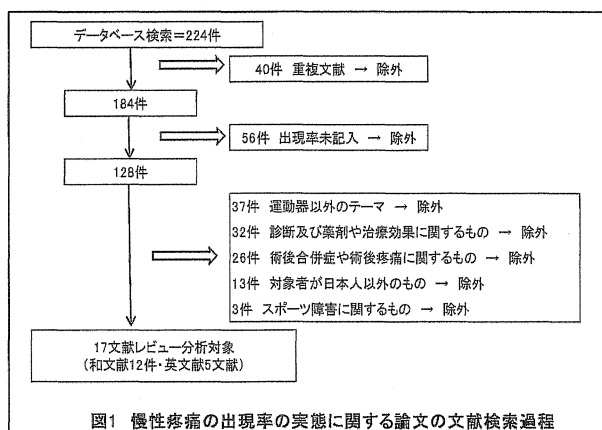 データベース検索=224件
40件 重複文献 → 除外
184件
56件 出現率未記入 → 除外
128件
37件 運動器以外のテーマ → 除外
32件 診断及び薬剤や治療効果に関するもの → 除外
26件 術後合併症や術後疼痛に関するもの → 除外
13件 対象者が日本人以外のもの → 除外
3件 スポーツ障害に関するもの → 除外
17文献レビュー分析対象
(和文献12件・英文献5文献)
図1 慢性疼痛の出現率の実態に関する論文の文献検索過程